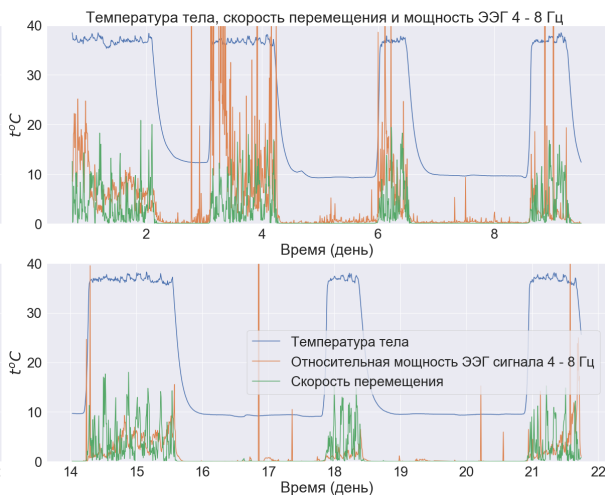 Температура тела, скорость перемещения и мощность ЭЭГ 4 - 8 Гц
40
30
20
10
0
t°C
2
4
6
8
Время (день)
40
30
20
10
0
t°C
Температура тела
Относительная мощность ЭЭГ сигнала 4 - 8 Гц
Скорость перемещения
14
15
16
17
18
19
20
21
22
Время (день)